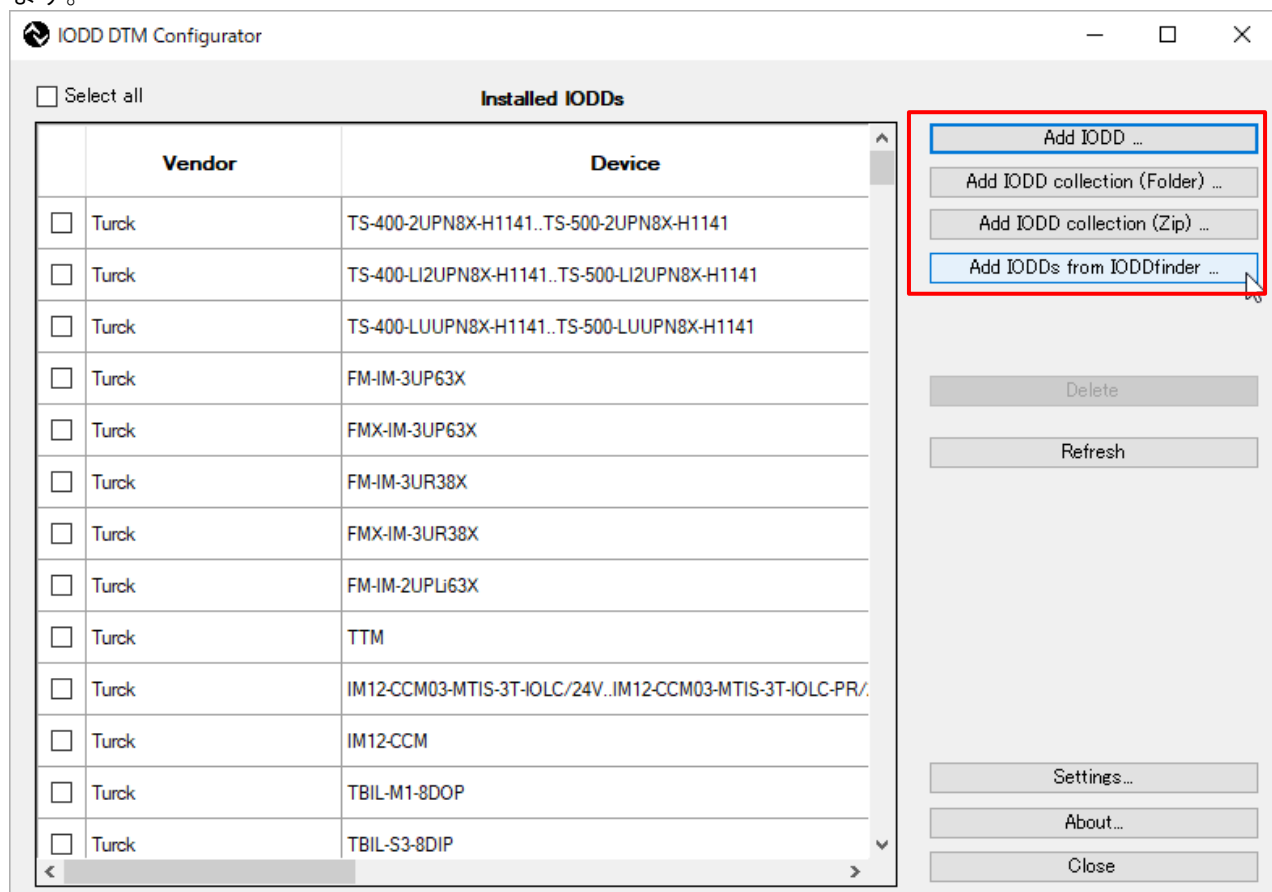 ます。
IODD DTM Configurator
Select all
Installed IODDs
Vendor Device
Turck TS-400-2UPN8X-H1141..TS-500-2UPN8X-H1141
Turck TS-400-LI2UPN8X-H1141..TS-500-LI2UPN8X-H1141
Turck TS-400-LUUPN8X-H1141..TS-500-LUUPN8X-H1141
Turck FM-IM-3UP63X
Turck FMX-IM-3UP63X
Turck FM-IM-3UR38X
Turck FMX-IM-3UR38X
Turck FM-IM-2UPLi63X
Turck TTM
Turck IM12-CCM03-MTIS-3T-IOLC/24V..IM12-CCM03-MTIS-3T-IOLC-PR/
Turck IM12-CCM
Turck TBIL-M1-8DOP
Turck TBIL-S3-8DIP
Add IODD ...
Add IODD collection (Folder) ...
Add IODD collection (Zip) ...
Add IODDs from IODDfinder ...
Delete
Refresh
Settings...
About...
Close